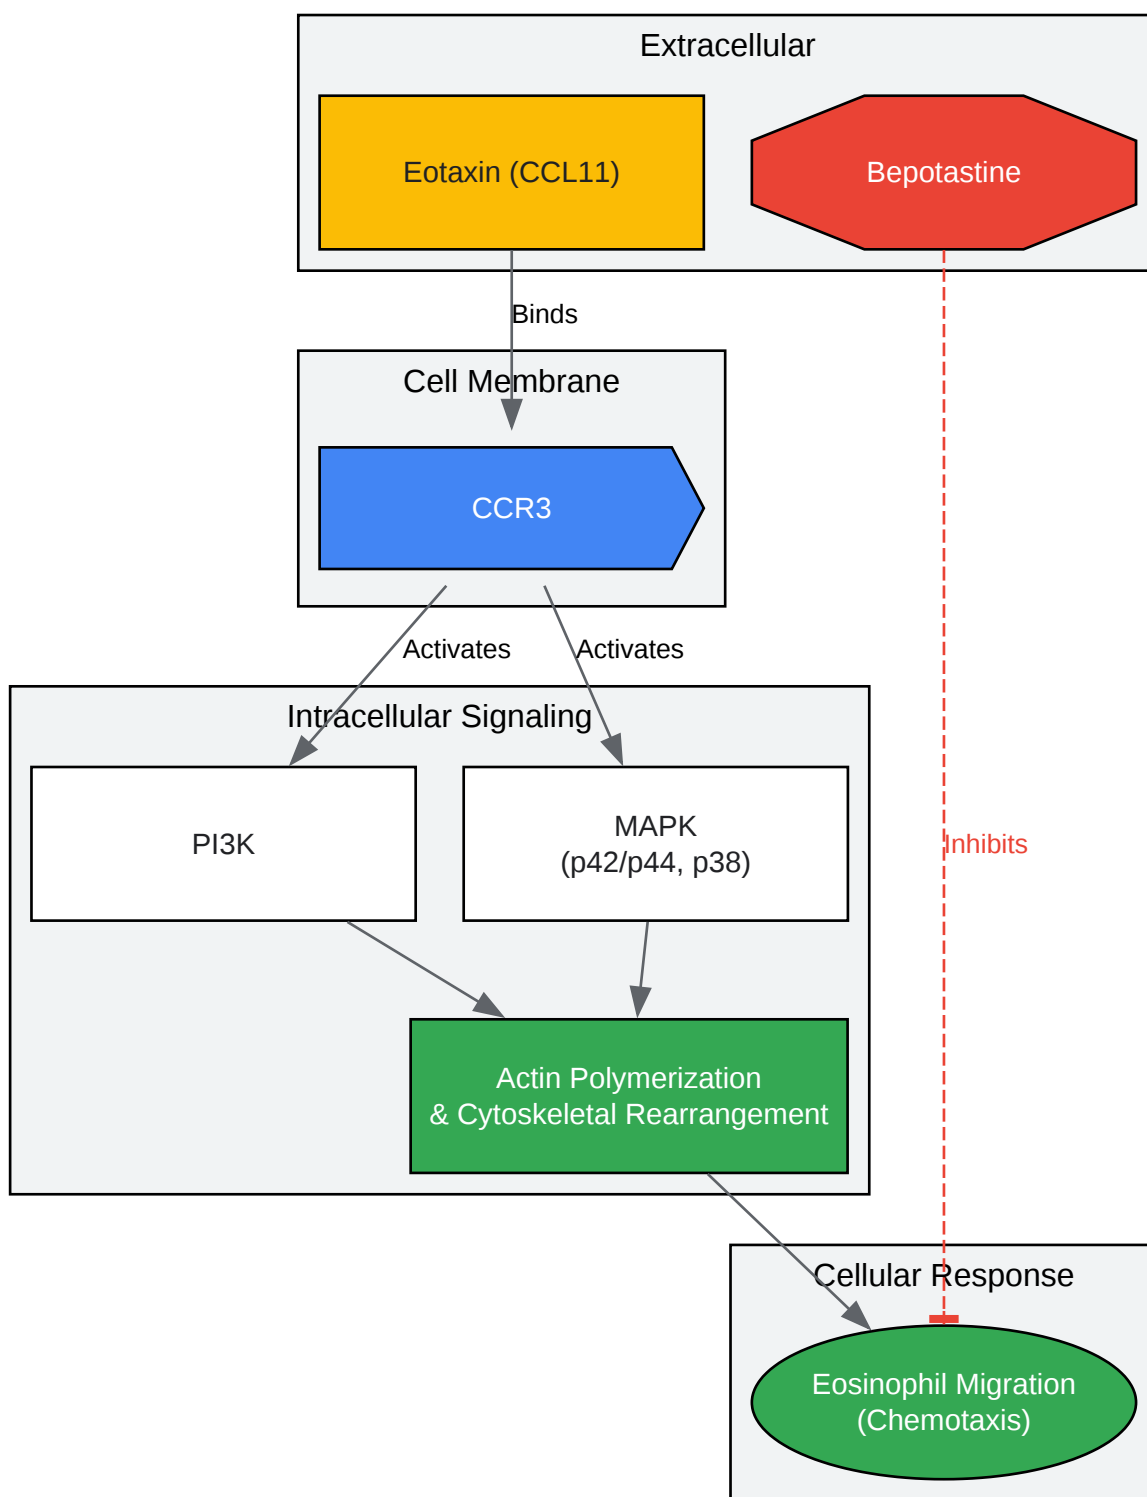 Extracellular
Eotaxin (CCL11)
Bepotastine
Binds
Cell Membrane
CCR3
Activates
Activates
Intracellular Signaling
PI3K
MAPK
(p42/p44, p38)
Inhibits
Actin Polymerization
& Cytoskeletal Rearrangement
Cellular Response
Eosinophil Migration
(Chemotaxis)